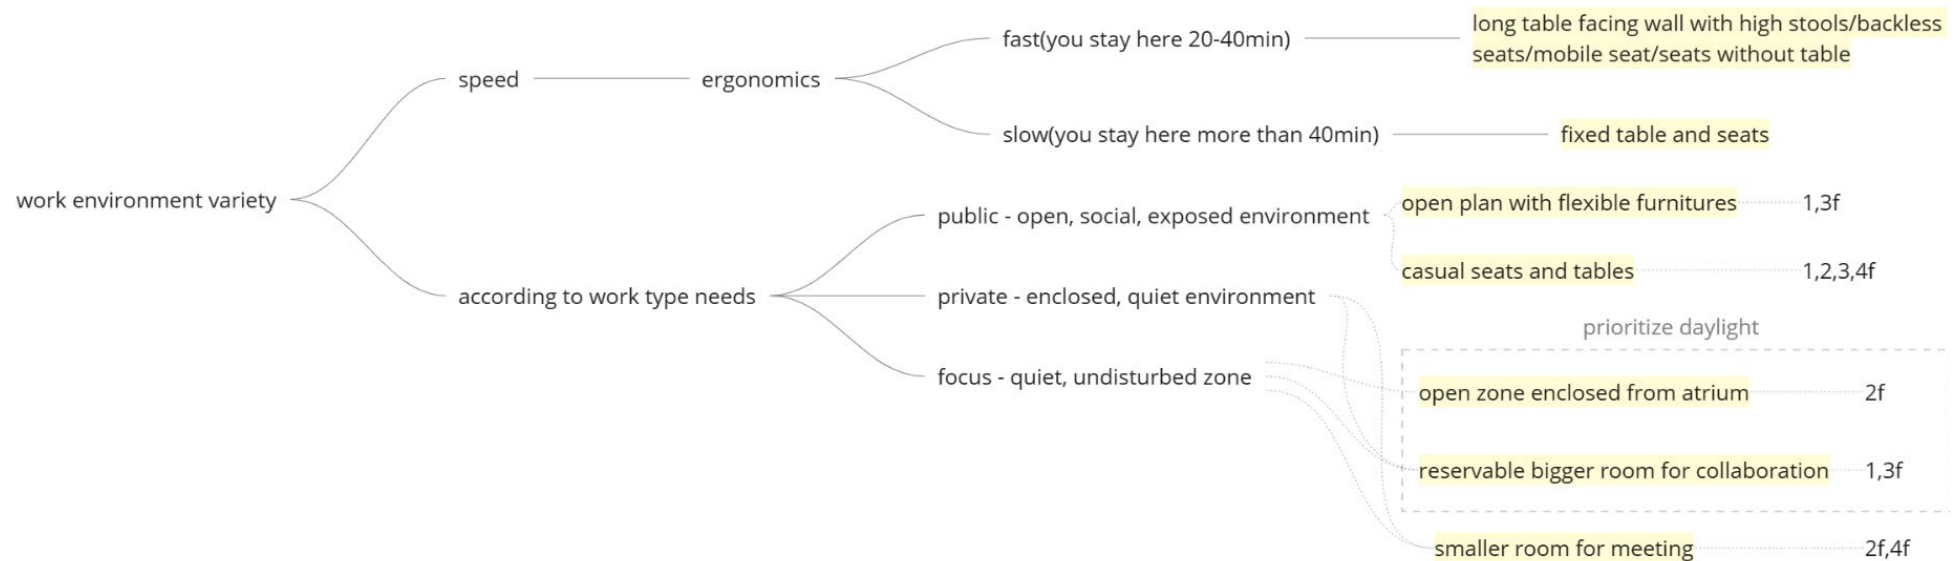 work environment variety
speed
ergonomics
fast(you stay here 20-40min)
long table facing wall with high stools/backless
seats/mobile seat/seats without table
slow(you stay here more than 40min)
fixed table and seats
according to work type needs
public - open, social, exposed environment
open plan with flexible furnitures
1,3f
casual seats and tables
1,2,3,4f
private - enclosed, quiet environment
focus - quiet, undisturbed zone
prioritize daylight
open zone enclosed from atrium
2f
reservable bigger room for collaboration
1,3f
smaller room for meeting
2f,4f